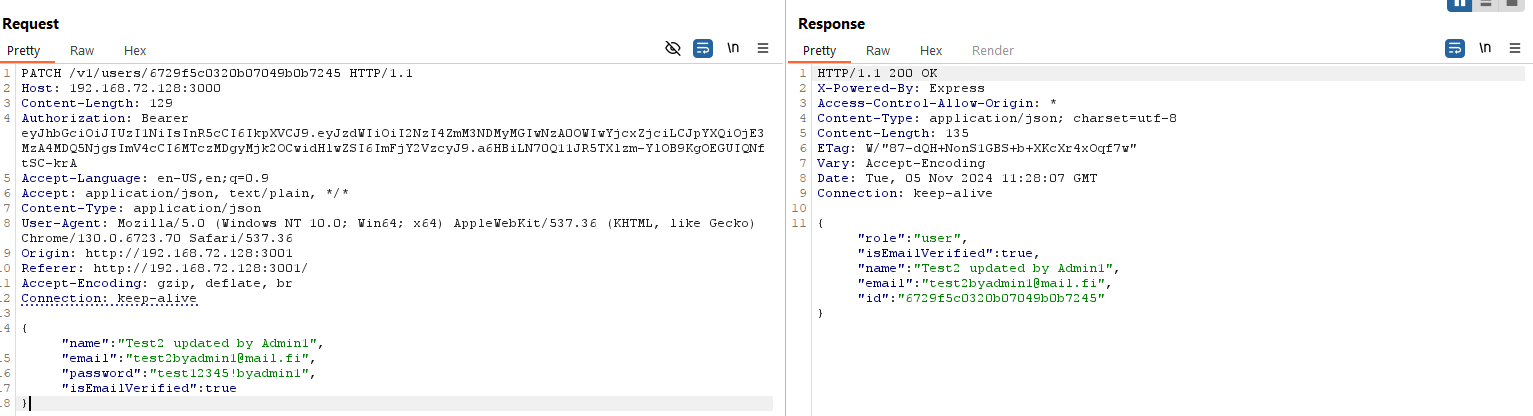 Request
Pretty Raw Hex \n
1 PATCH /v1/users/6729f5c0320b07049b0b7245 HTTP/1.1
2 Host: 192.168.72.128:3000
3 Content-Length: 129
4 Authorization: Bearer
eyJhbGciOiJIUzI1NiIsInR5cCI6IkpXVCJ9.eyJzdWIiOiI2NzI4ZmM3NDMyMGIwNzA0OWIwYjcxZjciLCJpYXQiOjE3
MzA4MDQ5NjgsImV4cCI6MTczMDgyMjk2OCwidHlwZSI6ImFjY2VzcyJ9.a6HBiLN70Q11JR5TXlzm-YlOB9KgOEGUIQNf
tSC-krA
5 Accept-Language: en-US,en;q=0.9
6 Accept: application/json, text/plain, */*
7 Content-Type: application/json
8 User-Agent: Mozilla/5.0 (Windows NT 10.0; Win64; x64) AppleWebKit/537.36 (KHTML, like Gecko)
Chrome/130.0.6723.70 Safari/537.36
9 Origin: http://192.168.72.128:3001
10 Referer: http://192.168.72.128:3001/
11 Accept-Encoding: gzip, deflate, br
12 Connection: keep-alive
13
14 {
"name":"Test2 updated by Admin1",
15 "email":"test2byadmin1@mail.fi",
16 "password":"test12345!byadmin1",
17 "isEmailVerified":true
18 }
Response
Pretty Raw Hex Render \n
1 HTTP/1.1 200 OK
2 X-Powered-By: Express
3 Access-Control-Allow-Origin: *
4 Content-Type: application/json; charset=utf-8
5 Content-Length: 135
6 ETag: W/"87-dQH+NonS1GBS+b+XKcXr4xOqf7w"
7 Vary: Accept-Encoding
8 Date: Tue, 05 Nov 2024 11:28:07 GMT
9 Connection: keep-alive
10
11 {
"role":"user",
"isEmailVerified":true,
"name":"Test2 updated by Admin1",
"email":"test2byadmin1@mail.fi",
"id":"6729f5c0320b07049b0b7245"
}